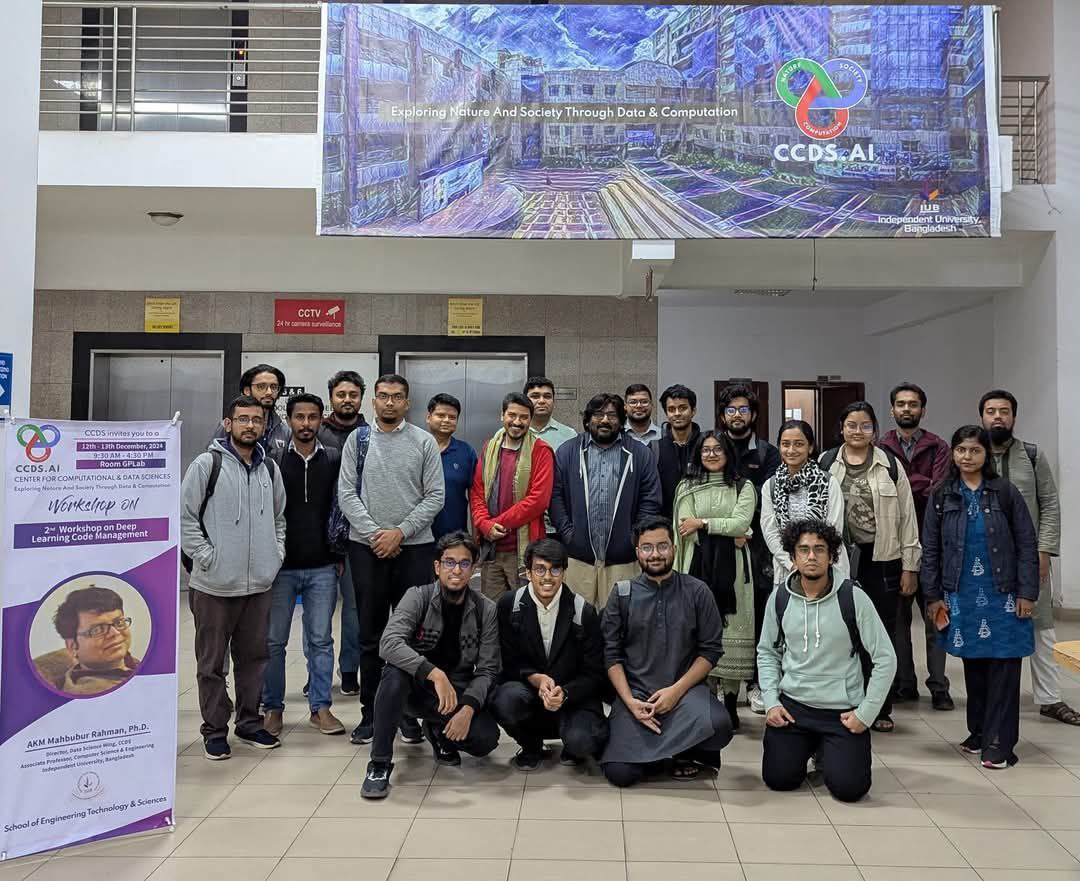 Exploring Nature And Society Through Data & Computation
NATURE
SOCIETY
COMPUTATION
CCDS.AI
IUB
Independent University,
Bangladesh
CCTV
24 hr camera surveillance
5 & 6
CCDS.AI
CCDS invites you to a
12th - 13th December, 2024
9:30 AM - 4:30 PM
Room GPLab
CENTER FOR COMPUTATIONAL & DATA SCIENCES
Exploring Nature And Society Through Data & Computation
Workshop ON
2nd Workshop on Deep
Learning Code Management
AKM Mahbubur Rahman, Ph.D.
Director, Data Science Wing, CCDS
Associate Professor, Computer Science & Engineering
Independent University, Bangladesh
School of Engineering Technology & Sciences